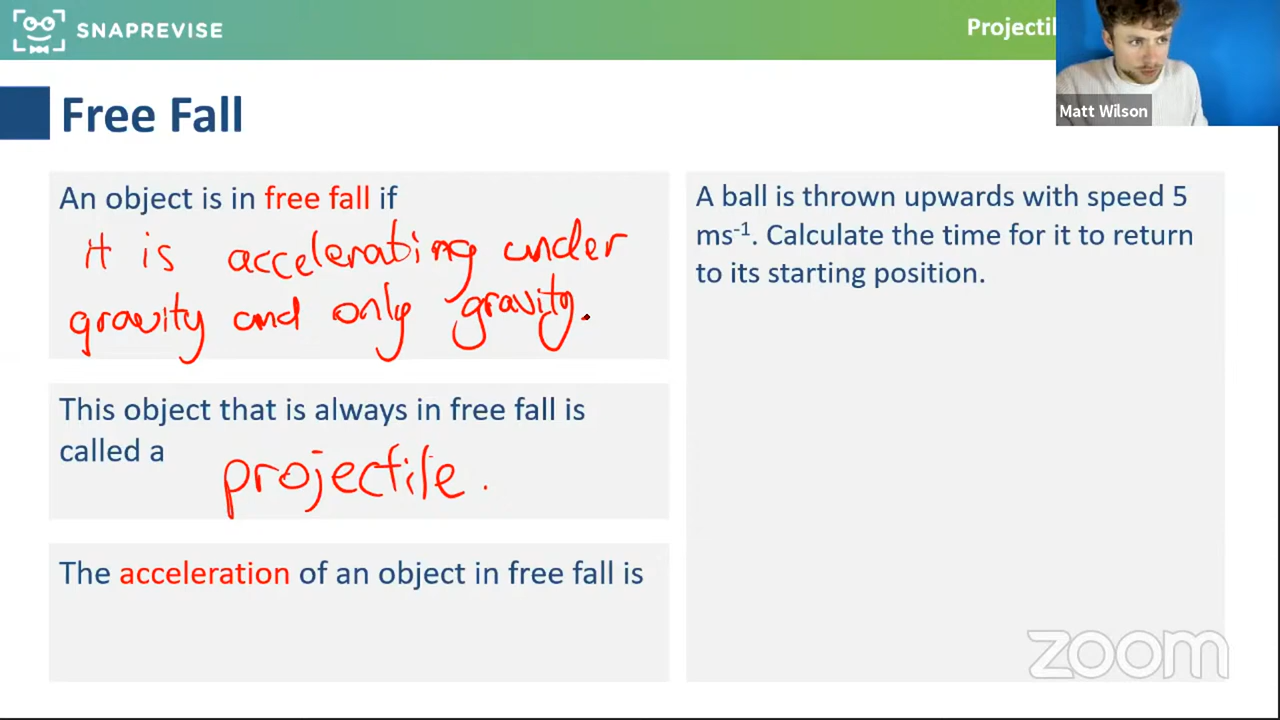 SNAPREVISE
Projectil
Matt Wilson
Free Fall
An object is in free fall if
it is accelerating under
gravity and only gravity.
This object that is always in free fall is
called a
projectile.
The acceleration of an object in free fall is
A ball is thrown upwards with speed 5
ms⁻¹. Calculate the time for it to return
to its starting position.
zoom